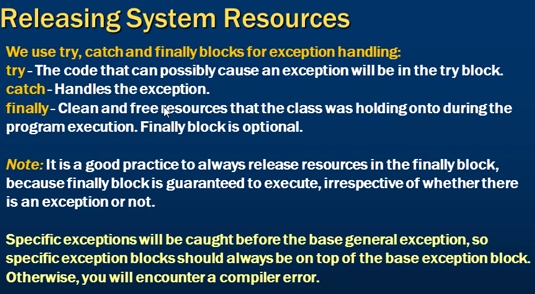 Releasing System Resources
We use try, catch and finally blocks for exception handling:
try - The code that can possibly cause an exception will be in the try block.
catch - Handles the exception.
finally - Clean and free resources that the class was holding onto during the
program execution. Finally block is optional.
Note: It is a good practice to always release resources in the finally block,
because finally block is guaranteed to execute, irrespective of whether there
is an exception or not.
Specific exceptions will be caught before the base general exception, so
specific exception blocks should always be on top of the base exception block.
Otherwise, you will encounter a compiler error.